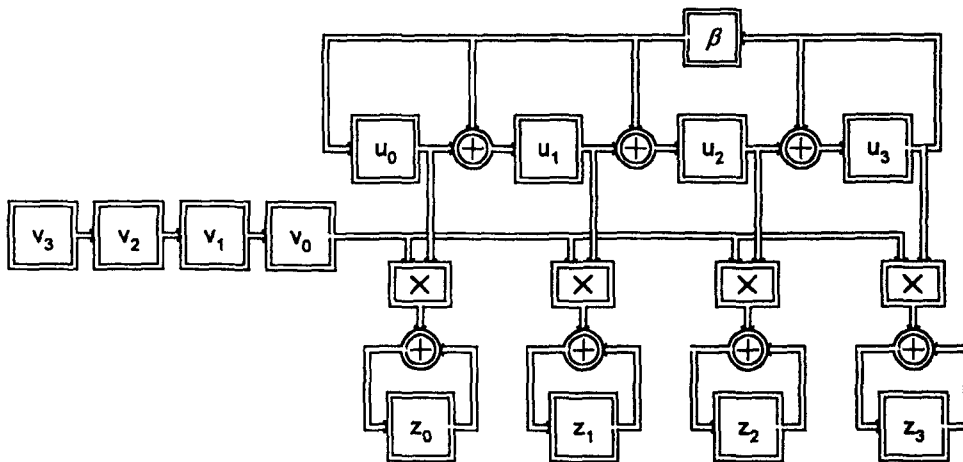 β
u0 + u1 + u2 + u3
v3 v2 v1 v0
× × × ×
+ + + +
z0 z1 z2 z3